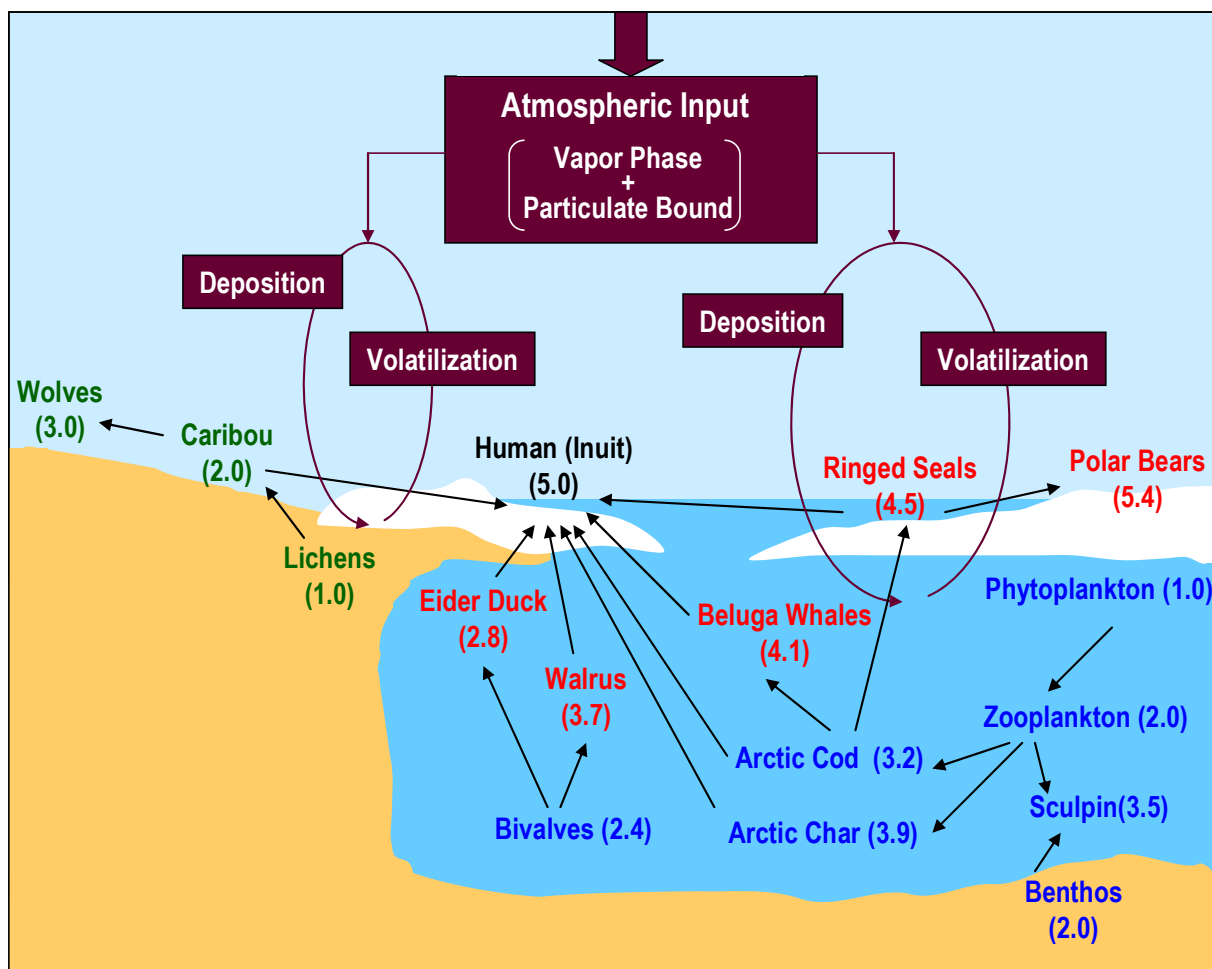 Atmospheric Input
Vapor Phase
+
Particulate Bound
Deposition
Volatilization
Deposition
Volatilization
Wolves
(3.0)
Caribou
(2.0)
Lichens
(1.0)
Human (Inuit)
(5.0)
Ringed Seals
(4.5)
Polar Bears
(5.4)
Eider Duck
(2.8)
Walrus
(3.7)
Beluga Whales
(4.1)
Phytoplankton (1.0)
Zooplankton (2.0)
Arctic Cod (3.2)
Sculpin(3.5)
Bivalves (2.4)
Arctic Char (3.9)
Benthos
(2.0)